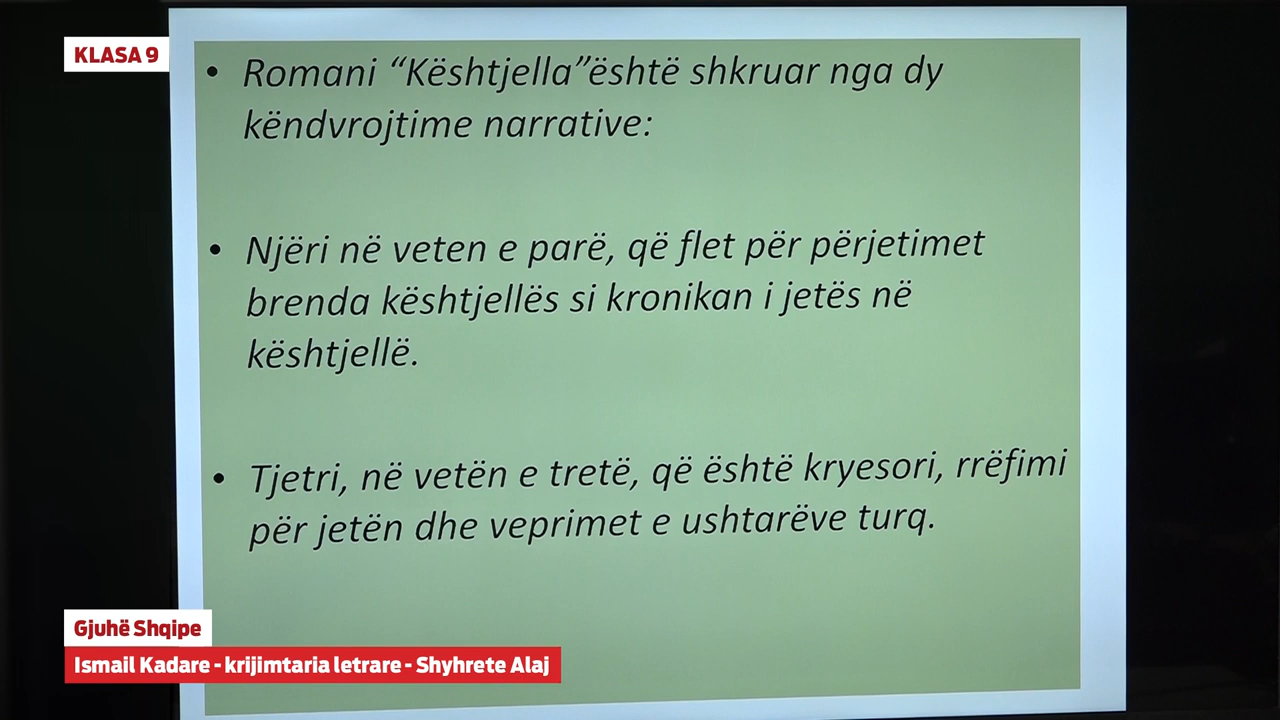 KLASA 9
• Romani “Kështjella”është shkruar nga dy
këndvrojtime narrative:
• Njëri në veten e parë, që flet për përjetimet
brenda kështjellës si kronikan i jetës në
kështjellë.
• Tjetri, në vetën e tretë, që është kryesori, rrëfimi
për jetën dhe veprimet e ushtarëve turq.
Gjuhë Shqipe
Ismail Kadare - krijimtaria letrare - Shyhrete Alaj